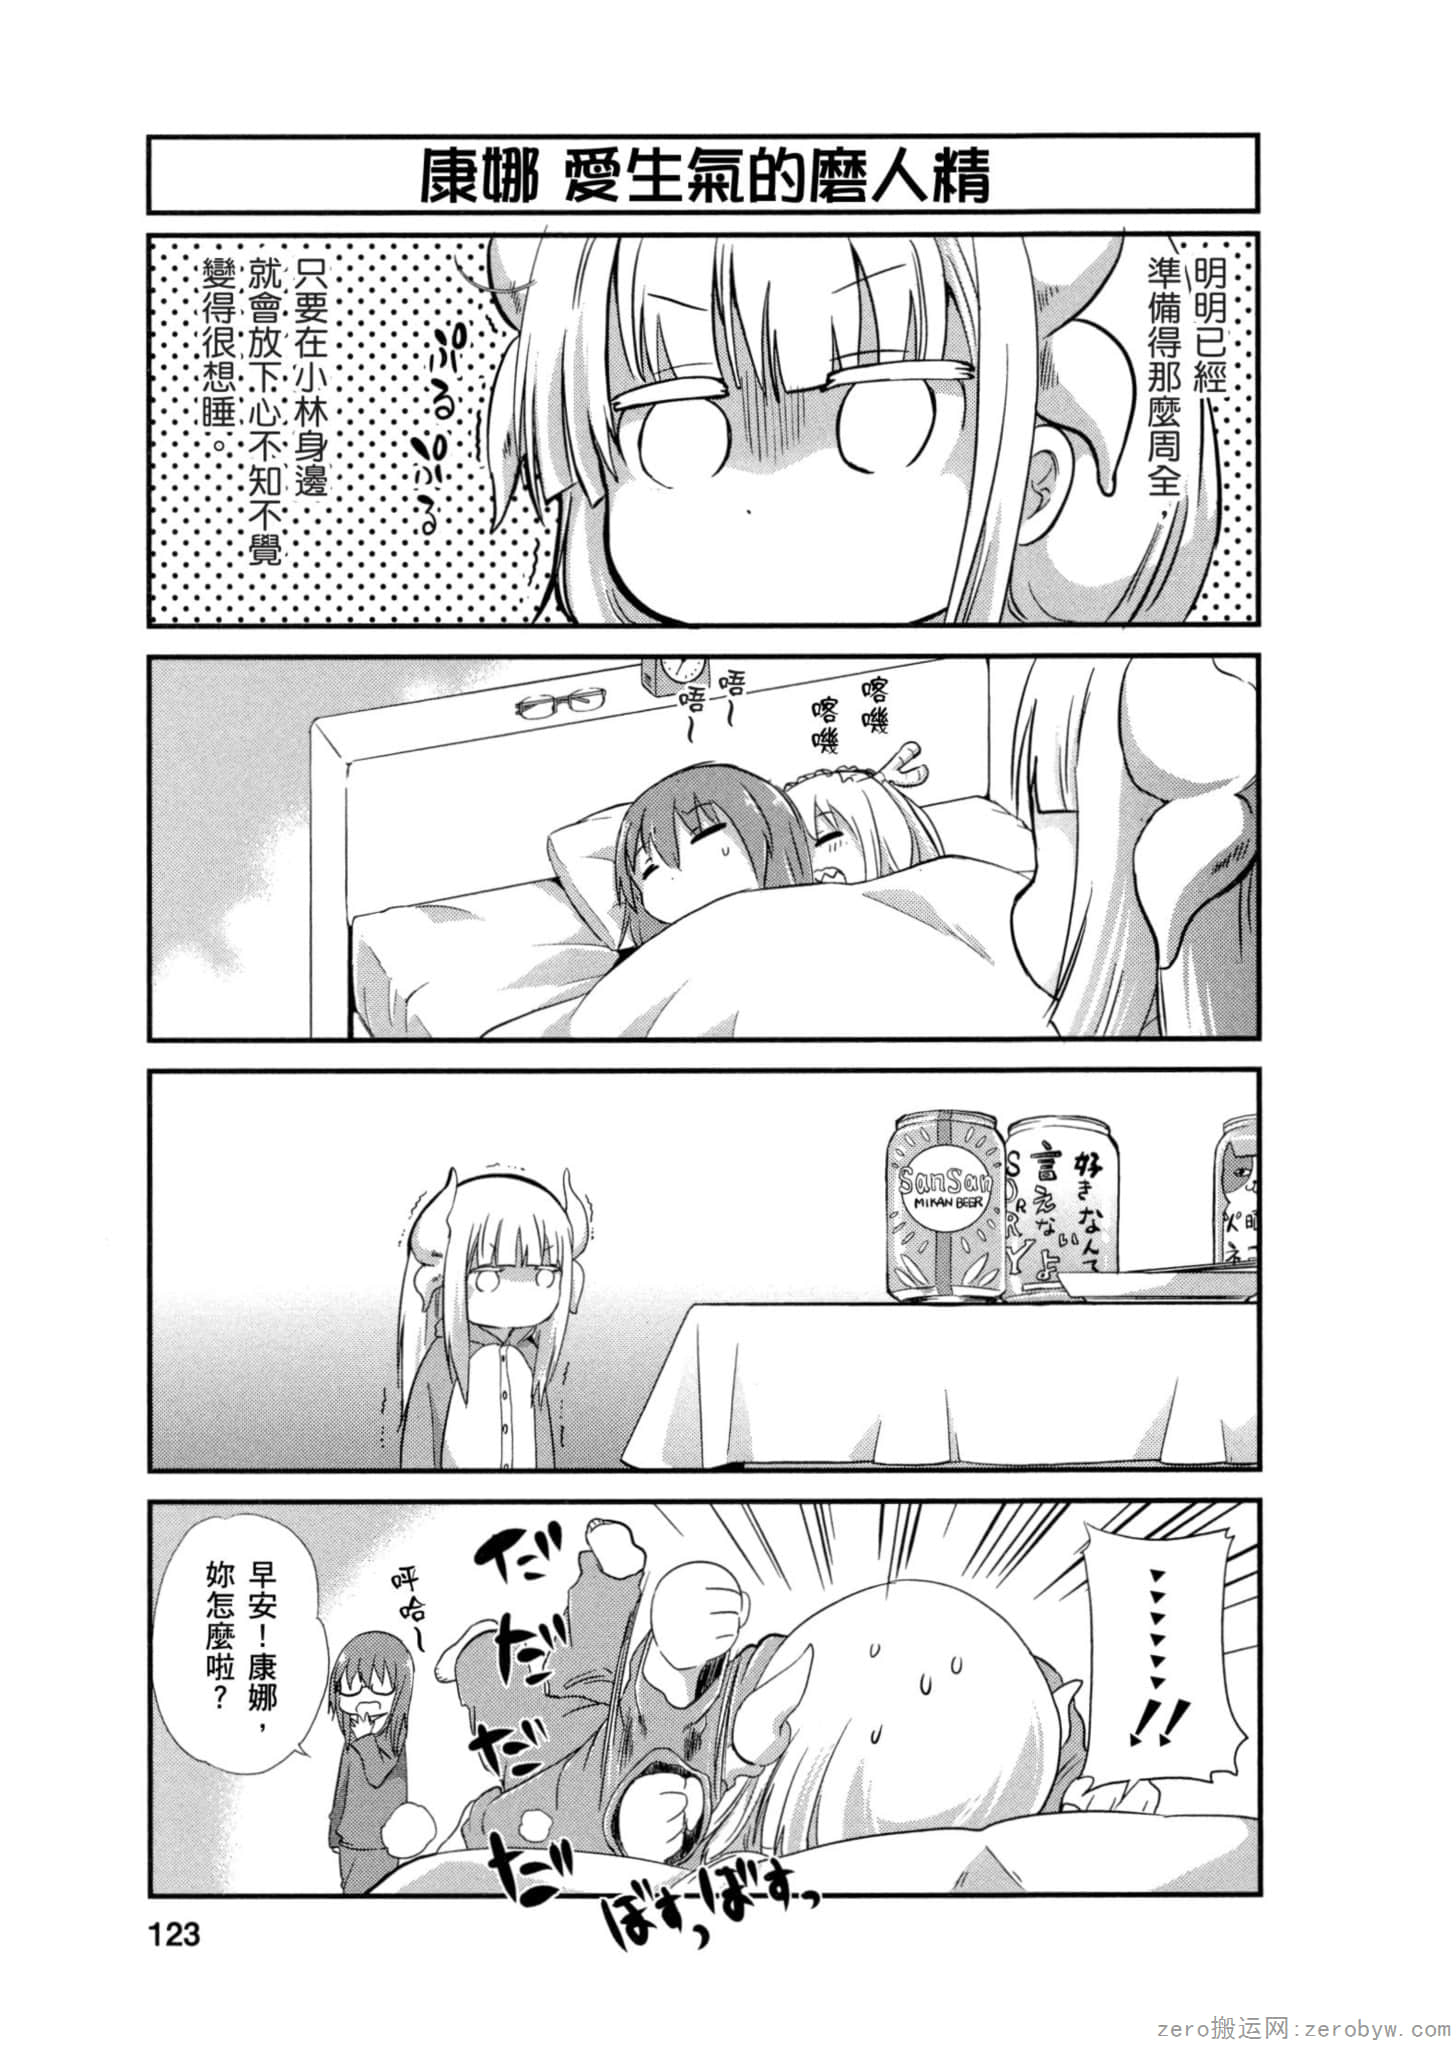 康娜 愛生氣的磨人精
明明已經
準備得那麼周全，
只要在小林身邊
就會放下心不知不覺
變得很想睡。
ぷるぷる
喀嘰
喀嘰
唔～
唔～
SanSan
MIKAN BEER
好きなんて
言えないよ
SORRY
ネコ
………!!
早安！康娜，
妳怎麼啦？
呼哈～
だだだだ
ぼすっぼすっ
123
zero搬运网:zerobyw.com